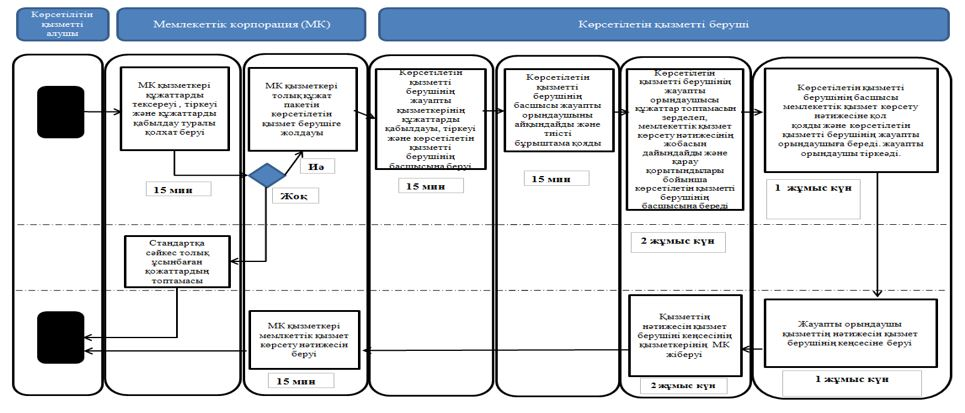 Көрсетілітін
қызметті
алушы
Мемлекеттік корпорация (МК)
Көрсетілетін қызметті беруші
МК қызметкері
құжаттарды
тексереуі , тіркеуі
және құжаттарды
қабылдау туралы
қолхат беруі
15 мин
МК қызметкері
толық құжат
пакетін
көрсетілетін
қызмет берушіге
жолдауы
Иә
Жоқ
Көрсетілетін
қызметті
берушінің
жауапты
қызметкерінің
құжаттарды
қабылдауы, тіркеуі
және көрсетілетін
қызметті
берушінің
басшысына беруі
15 мин
Көрсетілетін
қызметті
берушінің
басшысы жауапты
орындаушыны
айқындайды және
тиісті
бұрыштама қояды
15 мин
Көрсетілетін
қызметті берушінің
жауапты
орындаушысы
құжаттар топтамасын
зерделеп,
мемлекеттік қызмет
көрсету нәтижесінің
жобасын
дайындайды және
қарау
қорытындылары
бойынша
көрсетілетін қызметті
берушінің
басшысына береді
2 жұмыс күн
Көрсетілетін қызметті
берушінің басшысы
мемлекеттік қызмет көрсету
нәтижесіне қол
қояды және көрсетілетін
қызметті берушінің жауапты
орындаушыға береді. жауапты
орындаушы тіркеәді.
1 жұмыс күн
Стандартқа
сәйкес толық
ұсынбаған
қожаттардың
топтамасы
МК қызметкері
мемлкеттік қызмет
көрсету нәтижесін
беруі
15 мин
Қызметтің
нәтижесін қызмет
берушіні кеңсесінің
қызметкерінің МК
жіберуі
2 жұмыс күн
Жауапты орындаушы
қызметтің нәтижесін қызмет
берушінің кеңсесіне беруі
1 жұмыс күн